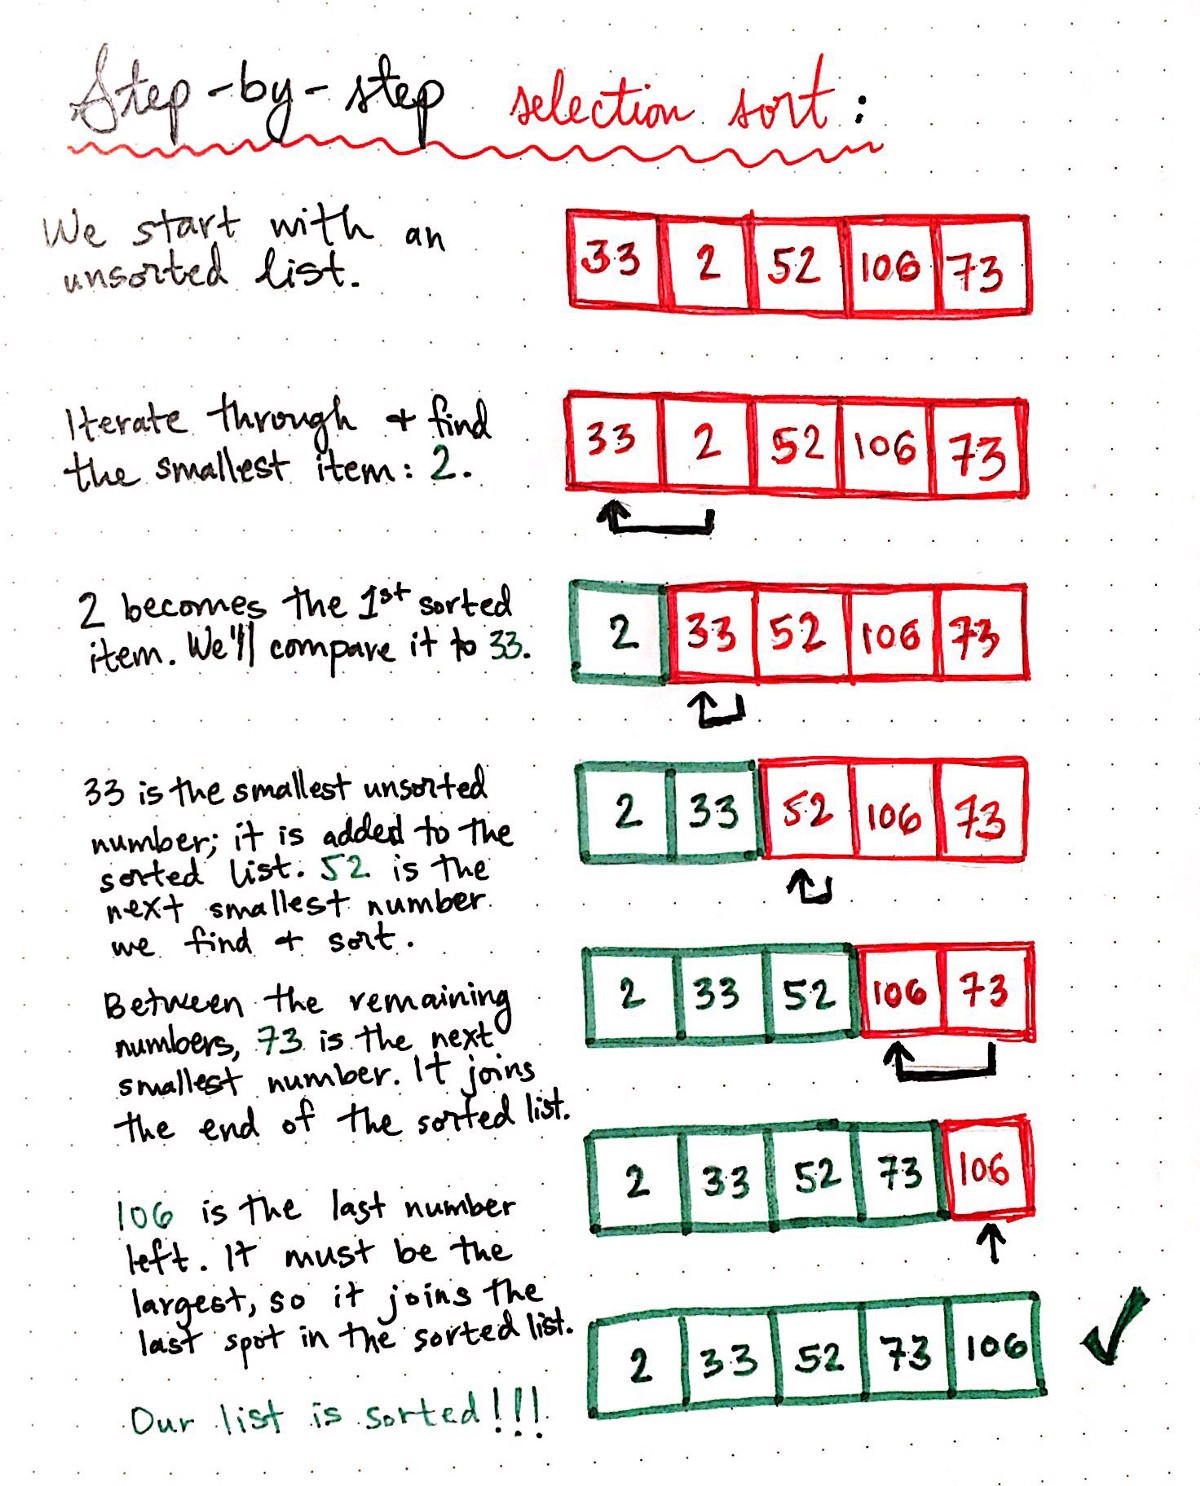 Step-by-step selection sort:
We start with an
unsorted list.
33 2 52 106 73
Iterate through + find
the smallest item: 2.
33 2 52 106 73
2 becomes the 1st sorted
item. We'll compare it to 33.
2 33 52 106 73
33 is the smallest unsorted
number; it is added to the
sorted list. 52 is the
next smallest number
we find + sort.
2 33 52 106 73
Between the remaining
numbers, 73 is the next
smallest number. It joins
the end of the sorted list.
2 33 52 106 73
106 is the last number
left. It must be the
largest, so it joins the
last spot in the sorted list.
2 33 52 73 106
Our list is sorted!!!
2 33 52 73 106